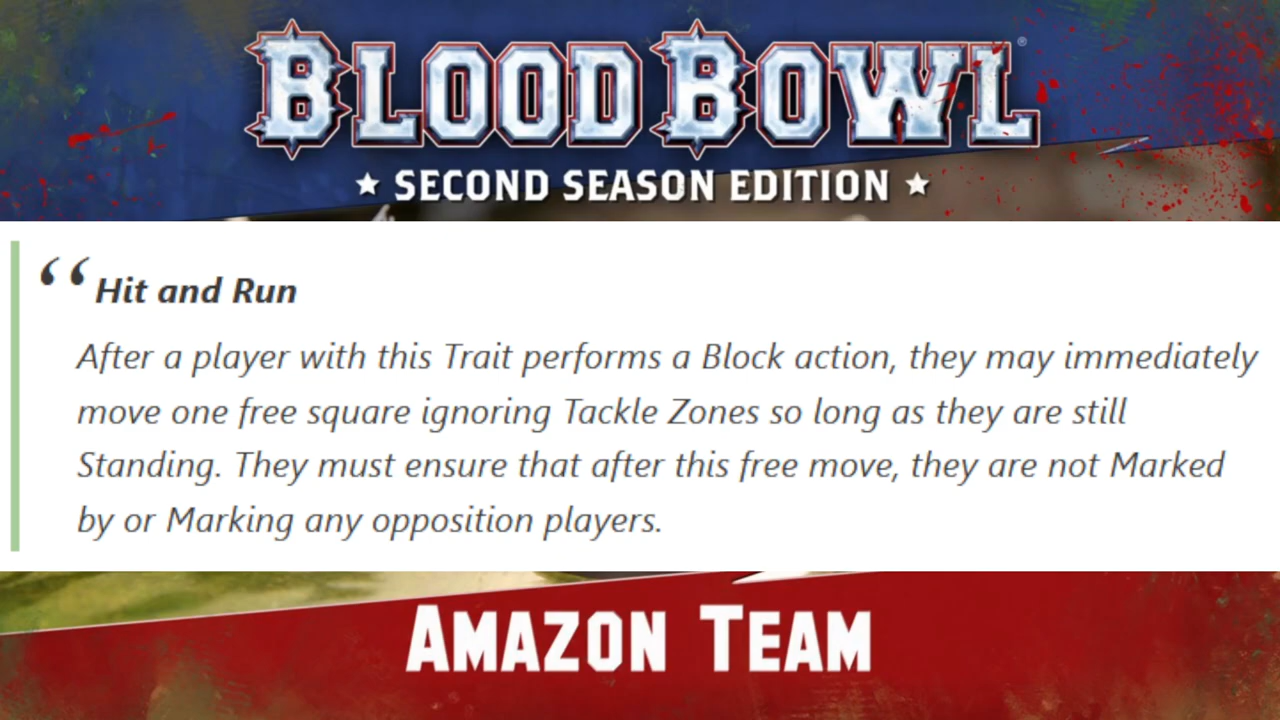 BLOOD BOWL®
★ SECOND SEASON EDITION ★
“ Hit and Run
After a player with this Trait performs a Block action, they may immediately
move one free square ignoring Tackle Zones so long as they are still
Standing. They must ensure that after this free move, they are not Marked
by or Marking any opposition players.
AMAZON TEAM